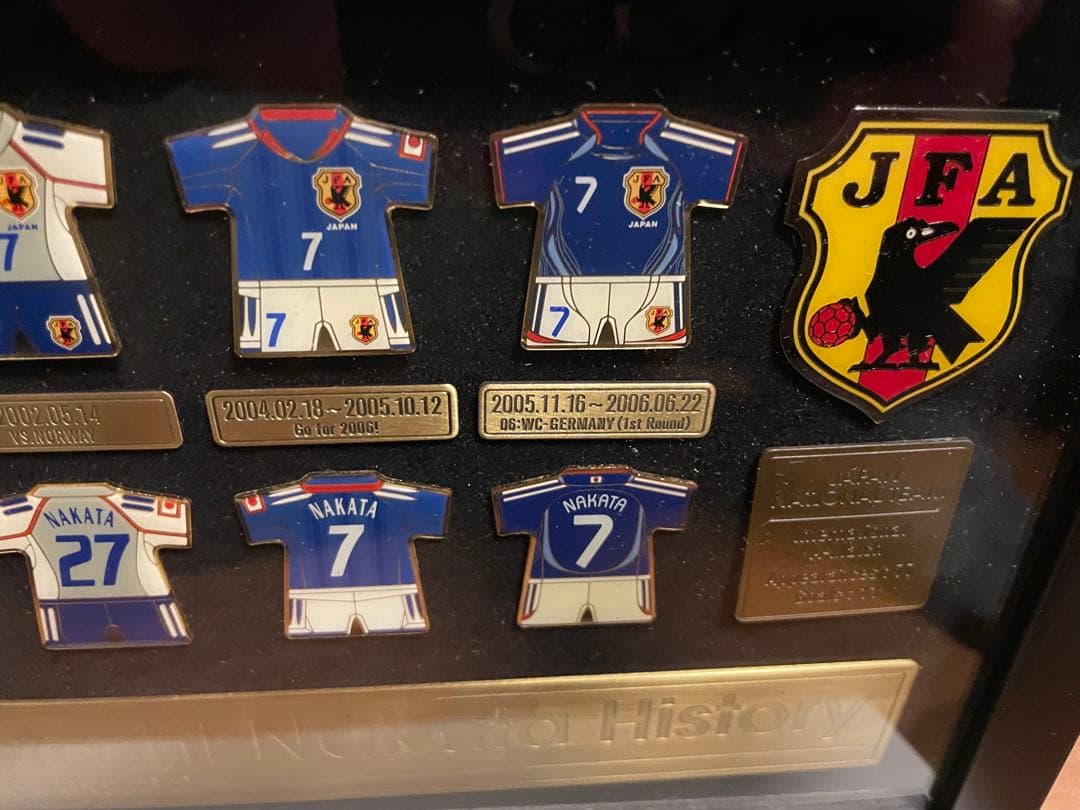 JAPAN
7
7
JAPAN
7
7
JAPAN
7
JFA
2002.05.14
VS.NORWAY
2004.02.18~2005.10.12
Go for 2006!
2005.11.16~2006.06.22
06:WC-GERMANY (1st Round)
NAKATA
27
NAKATA
7
NAKATA
7
JAPAN
NATIONAL TEAM
International
Nakata History